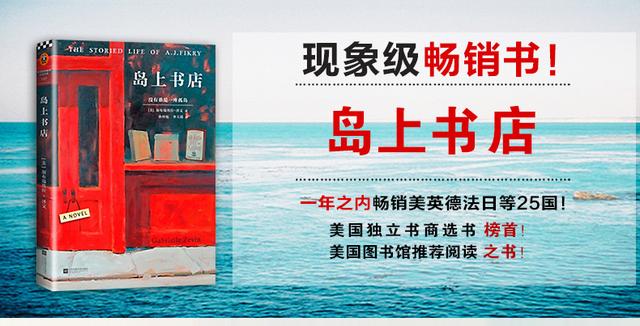 THE STORIED LIFE OF A.J.FIKRY
岛上书店
没有谁是一座孤岛
岛上书店
A NOVEL
Gabrielle Zevin
现象级畅销书！
岛上书店
一年之内畅销美英德法日等25国！
美国独立书商选书 榜首！
美国图书馆推荐阅读 之书！